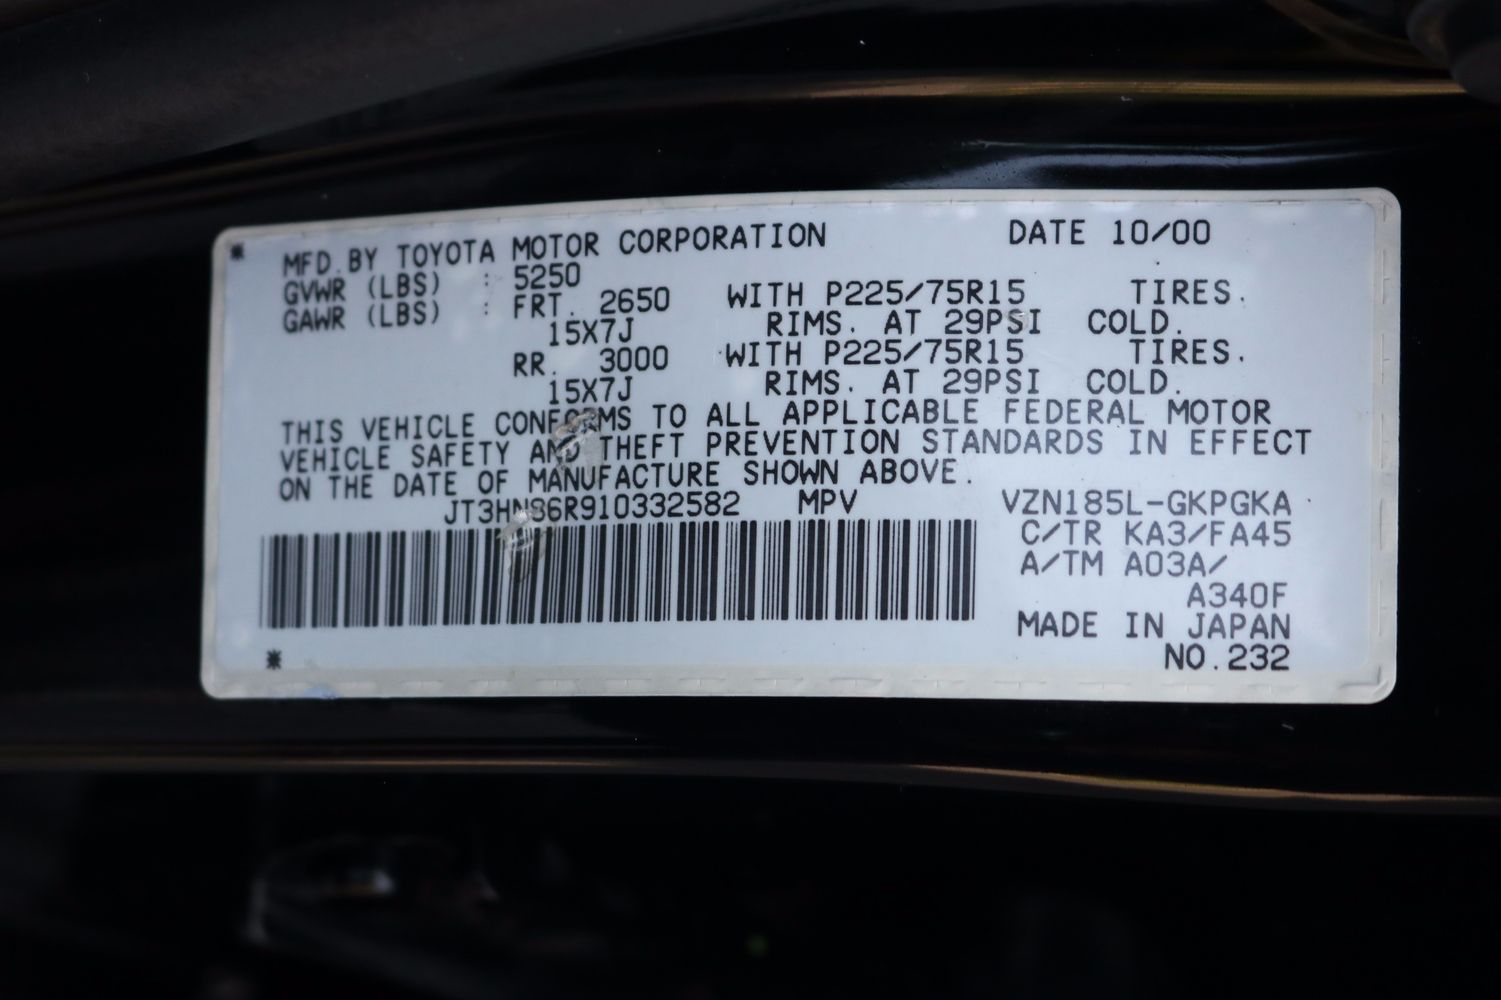 MFD.BY TOYOTA MOTOR CORPORATION DATE 10/00
GVWR (LBS) : 5250
GAWR (LBS) : FRT. 2650 WITH P225/75R15 TIRES.
15X7J RIMS. AT 29PSI COLD.
RR. 3000 WITH P225/75R15 TIRES.
15X7J RIMS. AT 29PSI COLD.
THIS VEHICLE CONFORMS TO ALL APPLICABLE FEDERAL MOTOR
VEHICLE SAFETY AND THEFT PREVENTION STANDARDS IN EFFECT
ON THE DATE OF MANUFACTURE SHOWN ABOVE.
JT3HN86R910332582 MPV VZN185L-GKPGKA
C/TR KA3/FA45
A/TM A03A/
A340F
MADE IN JAPAN
NO.232